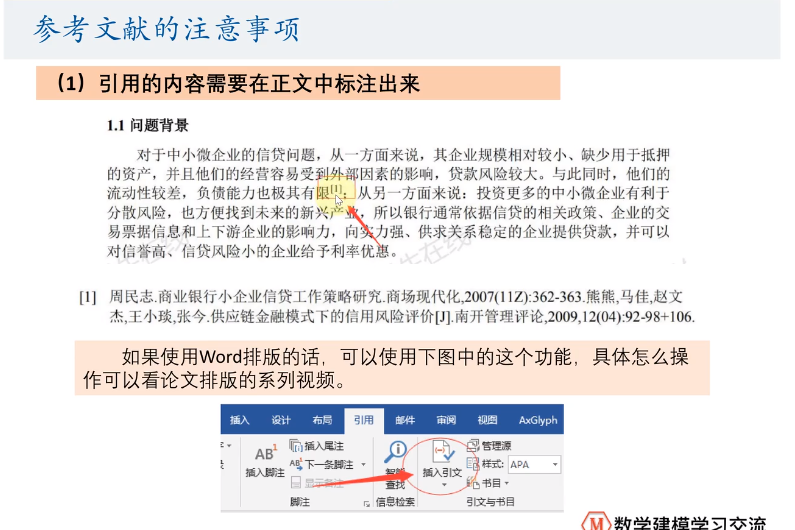 参考文献的注意事项
（1）引用的内容需要在正文中标注出来
1.1 问题背景
对于中小微企业的信贷问题，从一方面来说，其企业规模相对较小、缺少用于抵押
的资产，并且他们的经营容易受到外部因素的影响，贷款风险较大。与此同时，他们的
流动性较差，负债能力也极其有限[1]；从另一方面来说：投资更多的中小微企业有利于
分散风险，也方便找到未来的新兴产业，所以银行通常依据信贷的相关政策、企业的交
易票据信息和上下游企业的影响力，向实力强、供求关系稳定的企业提供贷款，并可以
对信誉高、信贷风险小的企业给予利率优惠。
[1] 周民志.商业银行小企业信贷工作策略研究.商场现代化,2007(11Z):362-363.熊熊,马佳,赵文
杰,王小琰,张今.供应链金融模式下的信用风险评价[J].南开管理评论,2009,12(04):92-98+106.
如果使用Word排版的话，可以使用下图中的这个功能，具体怎么操
作可以看论文排版的系列视频。
插入 设计 布局 引用 邮件 审阅 视图 AxGlyph
AB1 插入尾注 管理源
AB1 下一条脚注 样式: APA
插入脚注 显示备注 智能 查找 插入引文 书目
脚注 信息检索 引文与书目
数学建模学习交流